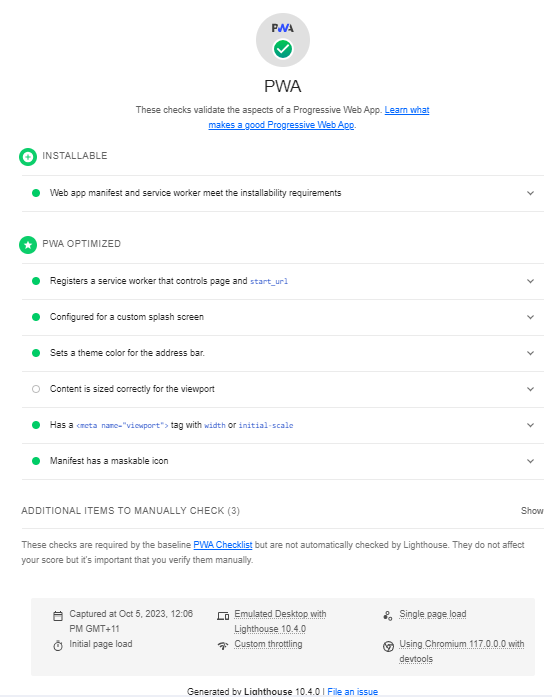 PWA
PWA
These checks validate the aspects of a Progressive Web App. Learn what
makes a good Progressive Web App.
INSTALLABLE
Web app manifest and service worker meet the installability requirements
PWA OPTIMIZED
Registers a service worker that controls page and start_url
Configured for a custom splash screen
Sets a theme color for the address bar.
Content is sized correctly for the viewport
Has a <meta name="viewport"> tag with width or initial-scale
Manifest has a maskable icon
ADDITIONAL ITEMS TO MANUALLY CHECK (3) Show
These checks are required by the baseline PWA Checklist but are not automatically checked by Lighthouse. They do not affect
your score but it's important that you verify them manually.
Captured at Oct 5, 2023, 12:06
PM GMT+11
Emulated Desktop with
Lighthouse 10.4.0
Single page load
Initial page load
Custom throttling
Using Chromium 117.0.0.0 with
devtools
Generated by Lighthouse 10.4.0 | File an issue